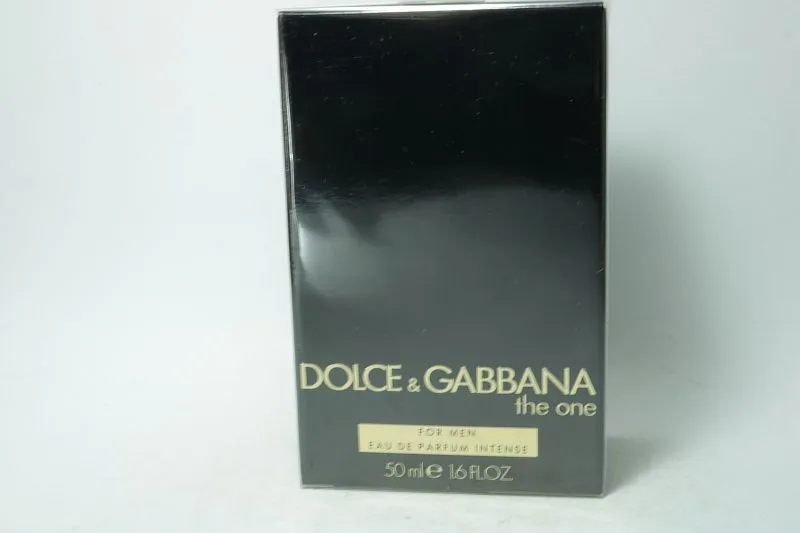 DOLCE & GABBANA
the one
FOR MEN
EAU DE PARFUM INTENSE
50 ml e 1.6 FL.OZ.